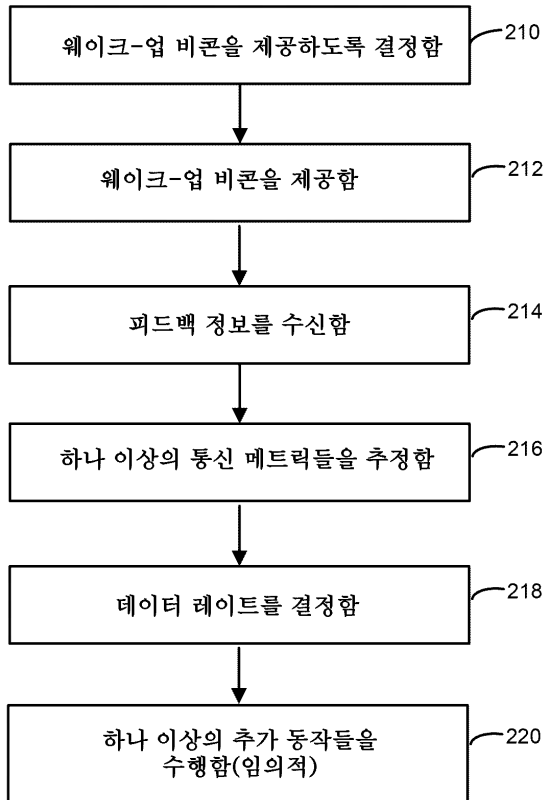 웨이크-업 비콘을 제공하도록 결정함
210
웨이크-업 비콘을 제공함
212
피드백 정보를 수신함
214
하나 이상의 통신 메트릭들을 추정함
216
데이터 레이트를 결정함
218
하나 이상의 추가 동작들을
수행함(임의적)
220